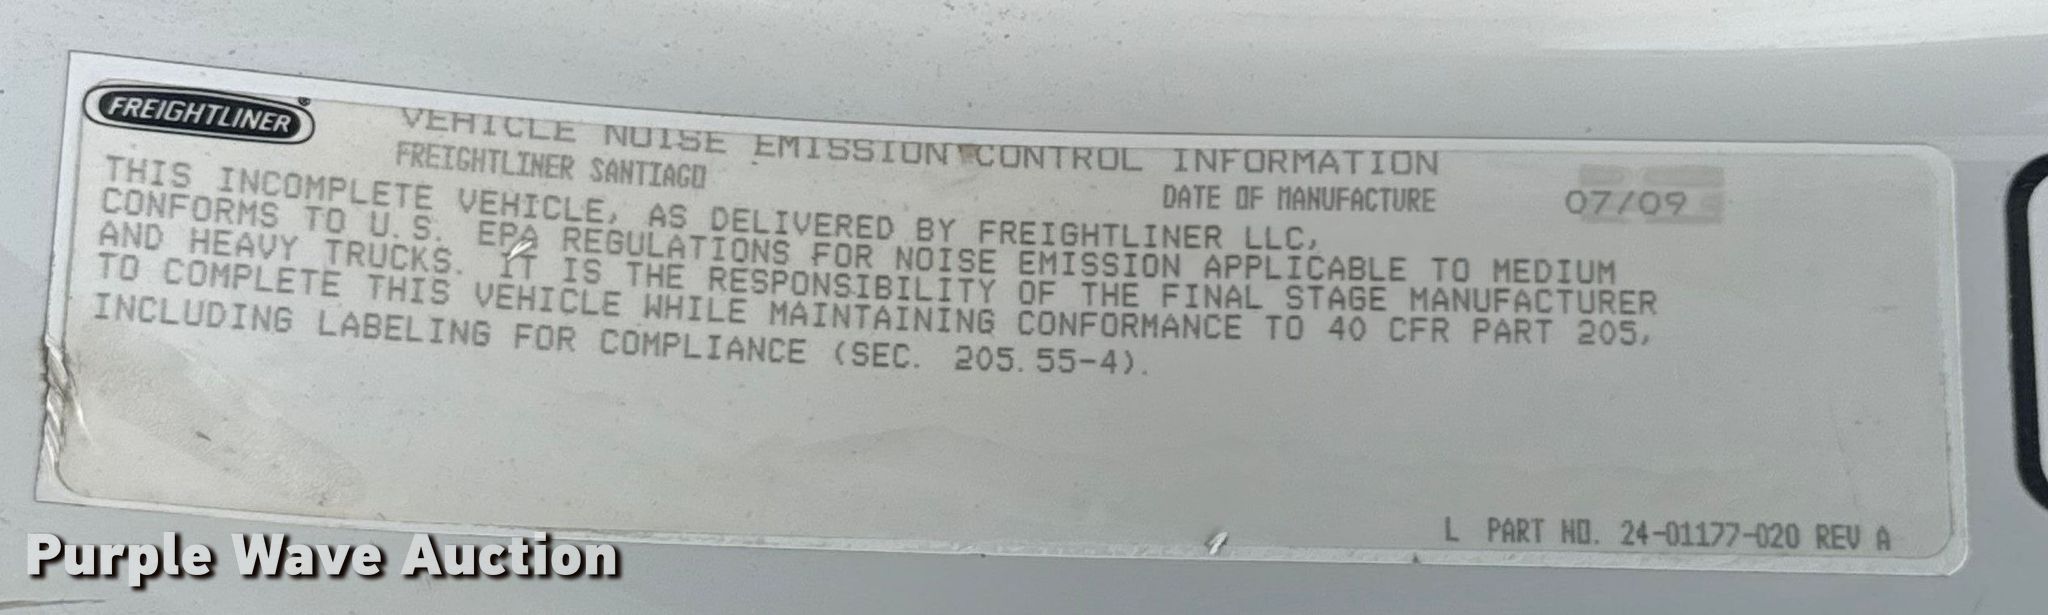 FREIGHTLINER®
VEHICLE NOISE EMISSION CONTROL INFORMATION
FREIGHTLINER SANTIAGO
DATE OF MANUFACTURE 07/09
THIS INCOMPLETE VEHICLE, AS DELIVERED BY FREIGHTLINER LLC,
CONFORMS TO U.S. EPA REGULATIONS FOR NOISE EMISSION APPLICABLE TO MEDIUM
AND HEAVY TRUCKS. IT IS THE RESPONSIBILITY OF THE FINAL STAGE MANUFACTURER
TO COMPLETE THIS VEHICLE WHILE MAINTAINING CONFORMANCE TO 40 CFR PART 205,
INCLUDING LABELING FOR COMPLIANCE (SEC. 205.55-4).
L PART NO. 24-01177-020 REV A
Purple Wave Auction